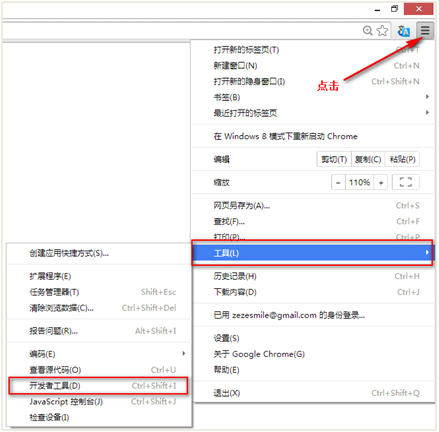 点击
打开新的标签页(T) Ctrl+T
新建窗口(N) Ctrl+N
打开新的隐身窗口(I) Ctrl+Shift+N
书签(B)
最近打开的标签页
在 Windows 8 模式下重新启动 Chrome
编辑 剪切(T) 复制(C) 粘贴(P)
缩放 - 110% +
网页另存为(A)... Ctrl+S
查找(F)... Ctrl+F
打印(P)... Ctrl+P
工具(L)
历史记录(H) Ctrl+H
下载内容(D) Ctrl+J
已用 zezesmile@gmail.com 的身份登录...
设置(S)
关于 Google Chrome(G)
帮助(E)
退出(X) Ctrl+Shift+Q
创建应用快捷方式(S)...
扩展程序(E)
任务管理器(T) Shift+Esc
清除浏览数据(C)... Ctrl+Shift+Del
报告问题(R)... Alt+Shift+I
编码(E)
查看源代码(O) Ctrl+U
开发者工具(D) Ctrl+Shift+I
JavaScript 控制台(J) Ctrl+Shift+J
检查设备(I)